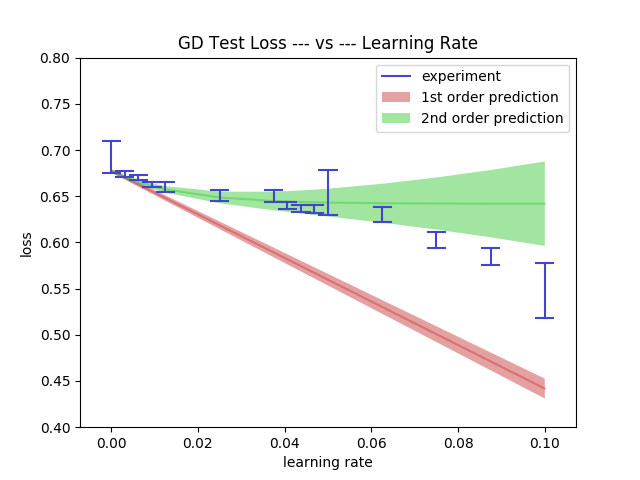 GD Test Loss --- vs --- Learning Rate
experiment
1st order prediction
2nd order prediction
loss
0.80
0.75
0.70
0.65
0.60
0.55
0.50
0.45
0.40
0.00 0.02 0.04 0.06 0.08 0.10
learning rate